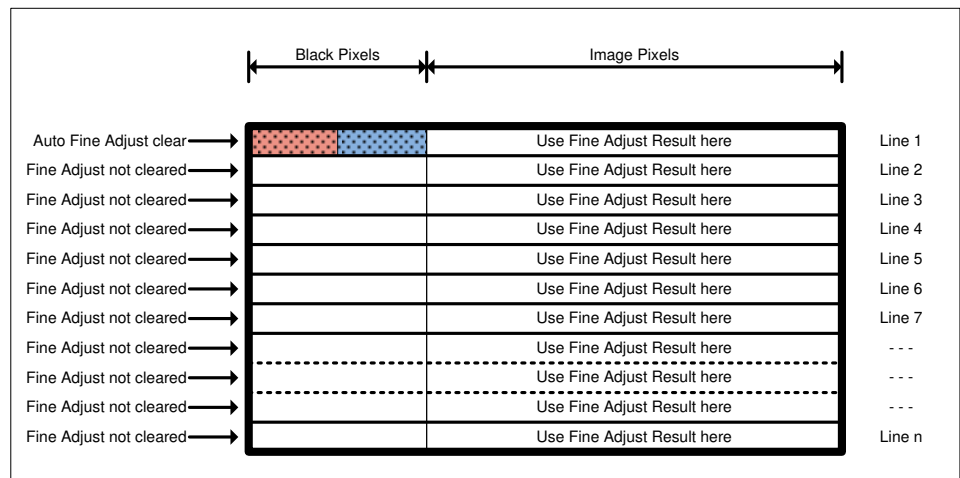 Black Pixels Image Pixels
Auto Fine Adjust clear Use Fine Adjust Result here Line 1
Fine Adjust not cleared Use Fine Adjust Result here Line 2
Fine Adjust not cleared Use Fine Adjust Result here Line 3
Fine Adjust not cleared Use Fine Adjust Result here Line 4
Fine Adjust not cleared Use Fine Adjust Result here Line 5
Fine Adjust not cleared Use Fine Adjust Result here Line 6
Fine Adjust not cleared Use Fine Adjust Result here Line 7
Fine Adjust not cleared Use Fine Adjust Result here - - -
Fine Adjust not cleared Use Fine Adjust Result here - - -
Fine Adjust not cleared Use Fine Adjust Result here - - -
Fine Adjust not cleared Use Fine Adjust Result here Line n